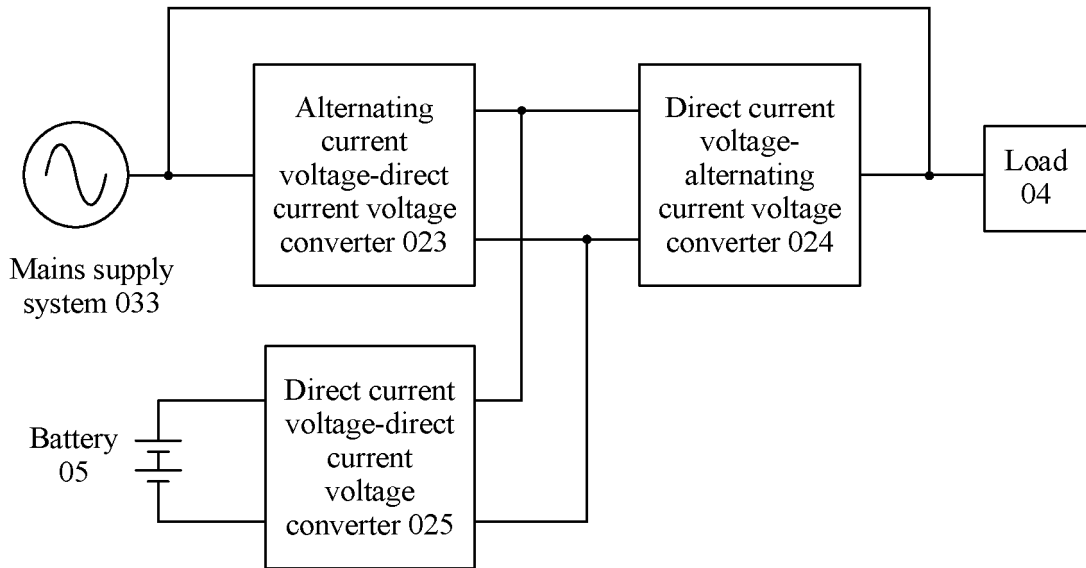 Alternating
current
voltage-direct
current voltage
converter 023
Direct current
voltage-
alternating
current voltage
converter 024
Load
04
Mains supply
system 033
Battery
05
Direct current
voltage-direct
current
voltage
converter 025